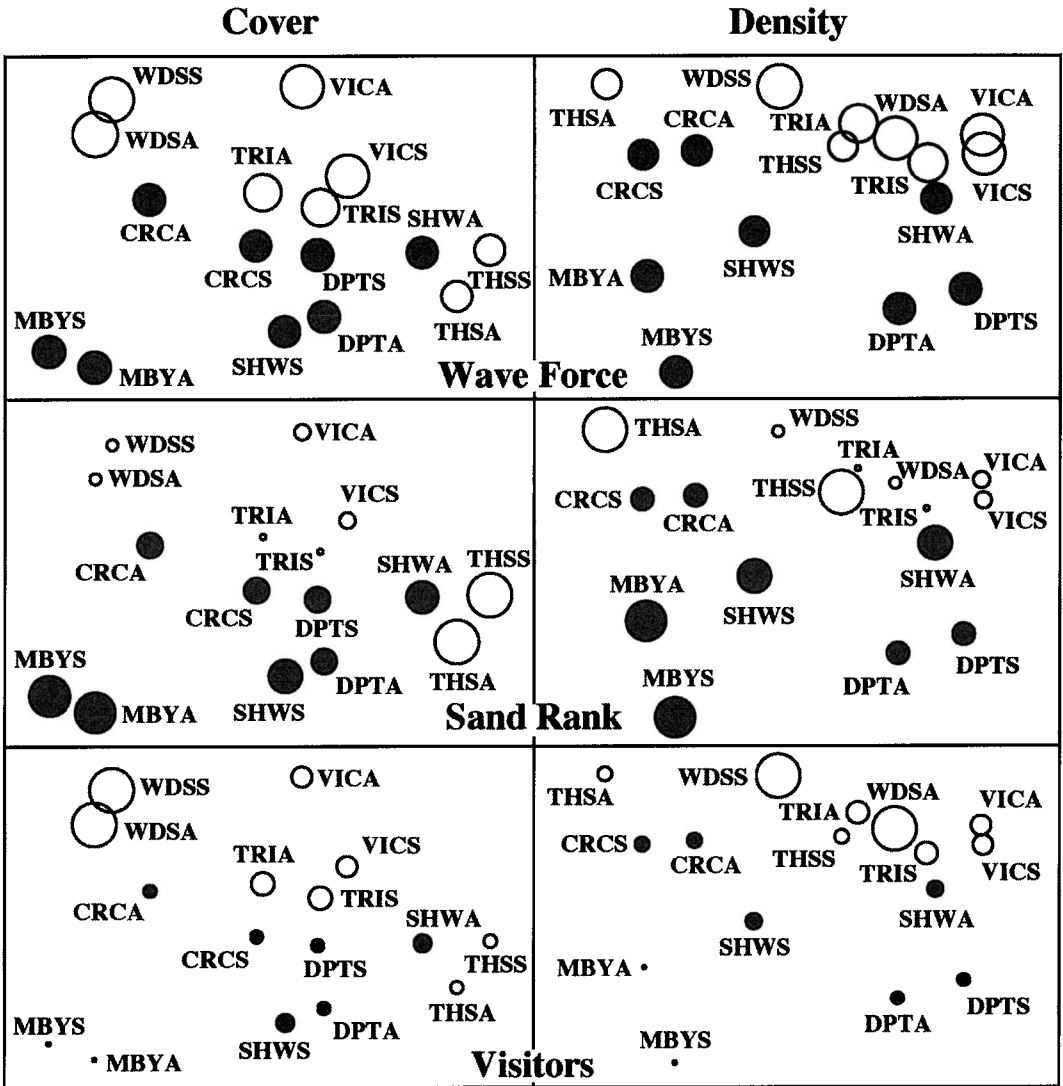 Cover
Density
WDSS
VICA
WDSA
TRIA
VICS
TRIS
SHWA
CRCA
CRCS
DPTS
THSS
THSA
MBYS
MBYA
SHWS
DPTA
WDSS
THSA
CRCA
TRIA
WDSA
VICA
THSS
CRCS
TRIS
VICS
SHWA
MBYA
SHWS
DPTS
DPTA
MBYS
Wave Force
WDSS
VICA
WDSA
VICS
TRIA
TRIS
SHWA
THSS
CRCA
CRCS
DPTS
MBYS
DPTA
THSA
MBYA
SHWS
THSA
WDSS
TRIA
WDSA
VICA
THSS
CRCS
CRCA
TRIS
VICS
SHWA
MBYA
SHWS
DPTS
DPTA
MBYS
Sand Rank
WDSS
VICA
WDSA
TRIA
VICS
TRIS
CRCA
SHWA
CRCS
DPTS
THSS
THSA
MBYS
MBYA
SHWS
DPTA
THSA
WDSS
WDSA
TRIA
VICA
CRCS
CRCA
THSS
TRIS
VICS
SHWA
SHWS
MBYA
DPTS
DPTA
MBYS
Visitors